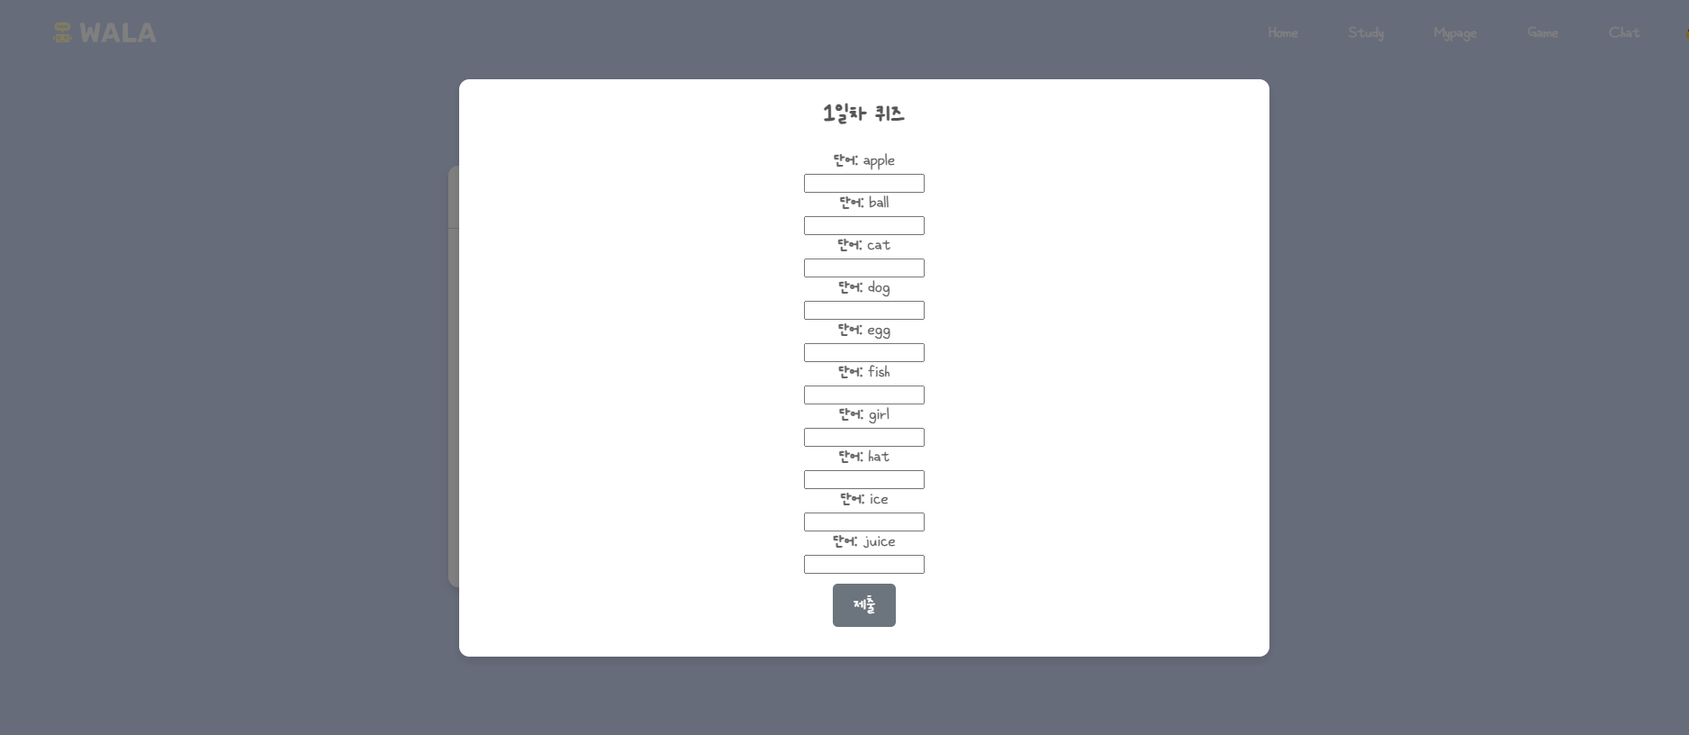 WALA
Home Study Mypage Game Chat
1일차 퀴즈
단어: apple
단어: ball
단어: cat
단어: dog
단어: egg
단어: fish
단어: girl
단어: hat
단어: ice
단어: juice
제출